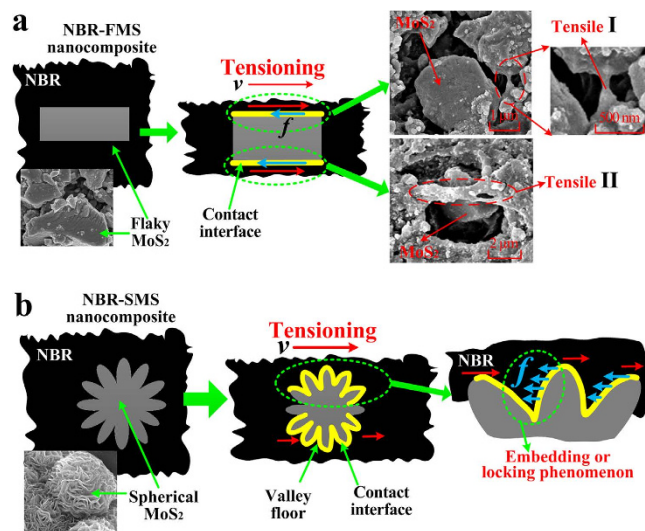 a
NBR-FMS
nanocomposite
NBR
Flaky
MoS₂
Tensioning
v
f
Contact
interface
MoS₂
1 μm
Tensile I
500 nm
Tensile II
MoS₂
2 μm
b
NBR-SMS
nanocomposite
NBR
Spherical
MoS₂
Tensioning
v
Valley
floor
Contact
interface
NBR
f
Embedding or
locking phenomenon